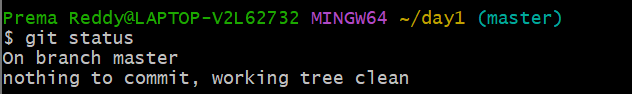 Prema Reddy@LAPTOP-V2L62732 MINGW64 ~/day1 (master)
$ git status
On branch master
nothing to commit, working tree clean